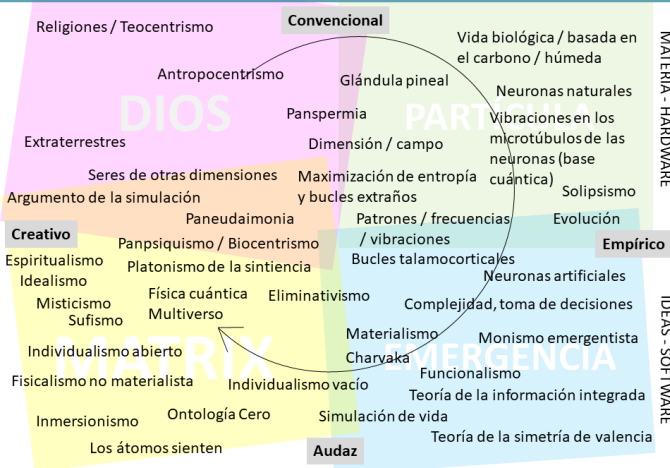 Convencional
Religiones / Teocentrismo
Antropocentrismo
DIOS
Extraterrestres
Seres de otras dimensiones
Argumento de la simulación
Paneudaimonia
Panpsiquismo / Biocentrismo
Glándula pineal
Panspermia
Dimensión / campo
Maximización de entropía
y bucles extraños
Patrones / frecuencias
/ vibraciones
Vida biológica / basada en
el carbono / húmeda
Neuronas naturales
PARTÍCULA
Vibraciones en los
microtúbulos de las
neuronas (base
cuántica)
Solipsismo
Evolución
MATERIA - HARDWARE
Creativo
Empírico
Espiritualismo
Idealismo
Misticismo
Sufismo
Platonismo de la sintiencia
Física cuántica
Multiverso
Eliminativismo
MATRIX
Individualismo abierto
Fisicalismo no materialista
Individualismo vacío
Inmersionismo
Ontología Cero
Los átomos sienten
Bucles talamocorticales
Neuronas artificiales
Complejidad, toma de decisiones
Materialismo
Monismo emergentista
Charvaka
EMERGENCIA
Funcionalismo
Teoría de la información integrada
Simulación de vida
Teoría de la simetría de valencia
IDEAS - SOFTWARE
Audaz